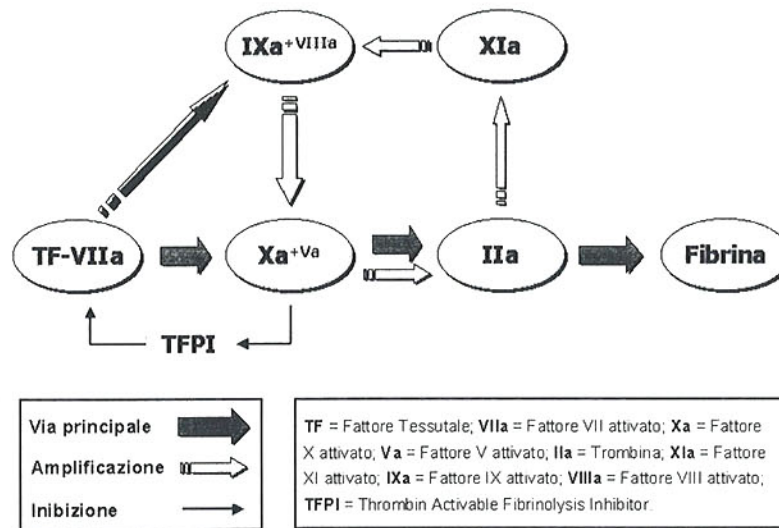 IXa+VIIIa
XIa
TF-VIIa
Xa+Va
IIa
Fibrina
TFPI
Via principale
Amplificazione
Inibizione
TF = Fattore Tessutale; VIIa = Fattore VII attivato; Xa = Fattore
X attivato; Va = Fattore V attivato; IIa = Trombina; XIa = Fattore
XI attivato; IXa = Fattore IX attivato; VIIIa = Fattore VIII attivato;
TFPI = Thrombin Activable Fibrinolysis Inhibitor.